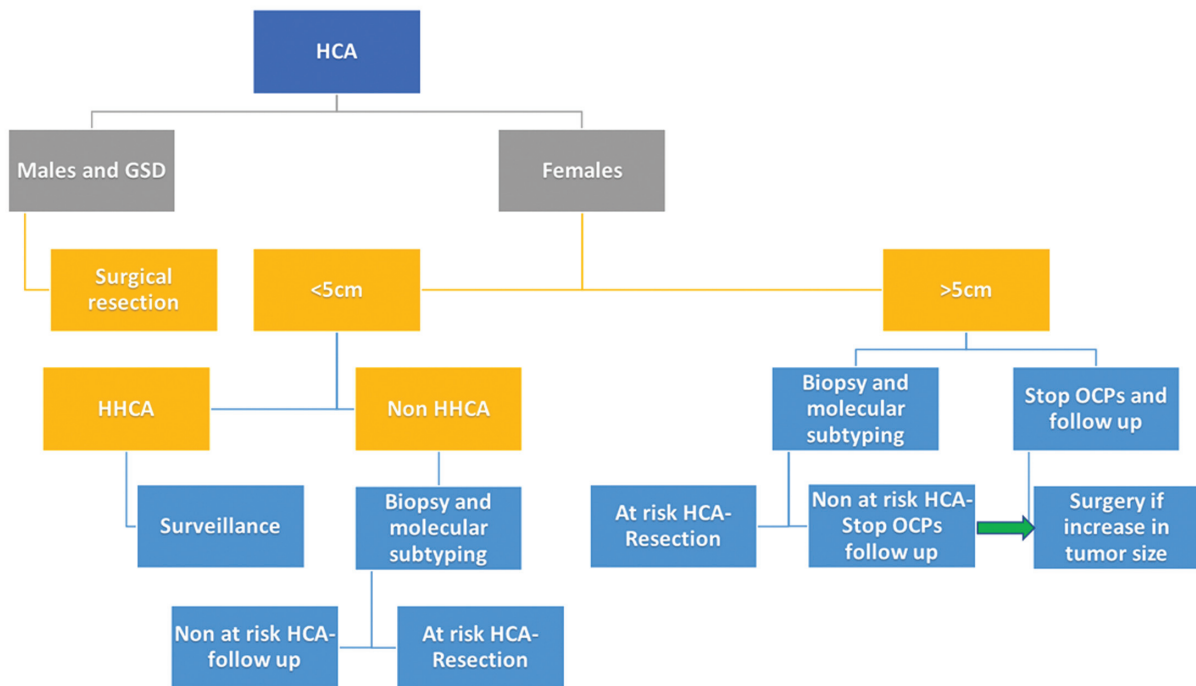 HCA
Males and GSD
Females
Surgical
resection
<5cm
>5cm
HHCA
Non HHCA
Biopsy and
molecular
subtyping
Stop OCPs and
follow up
Surveillance
Biopsy and
molecular
subtyping
At risk HCA-
Resection
Non at risk HCA-
Stop OCPs
follow up
Surgery if
increase in
tumor size
Non at risk HCA-
follow up
At risk HCA-
Resection